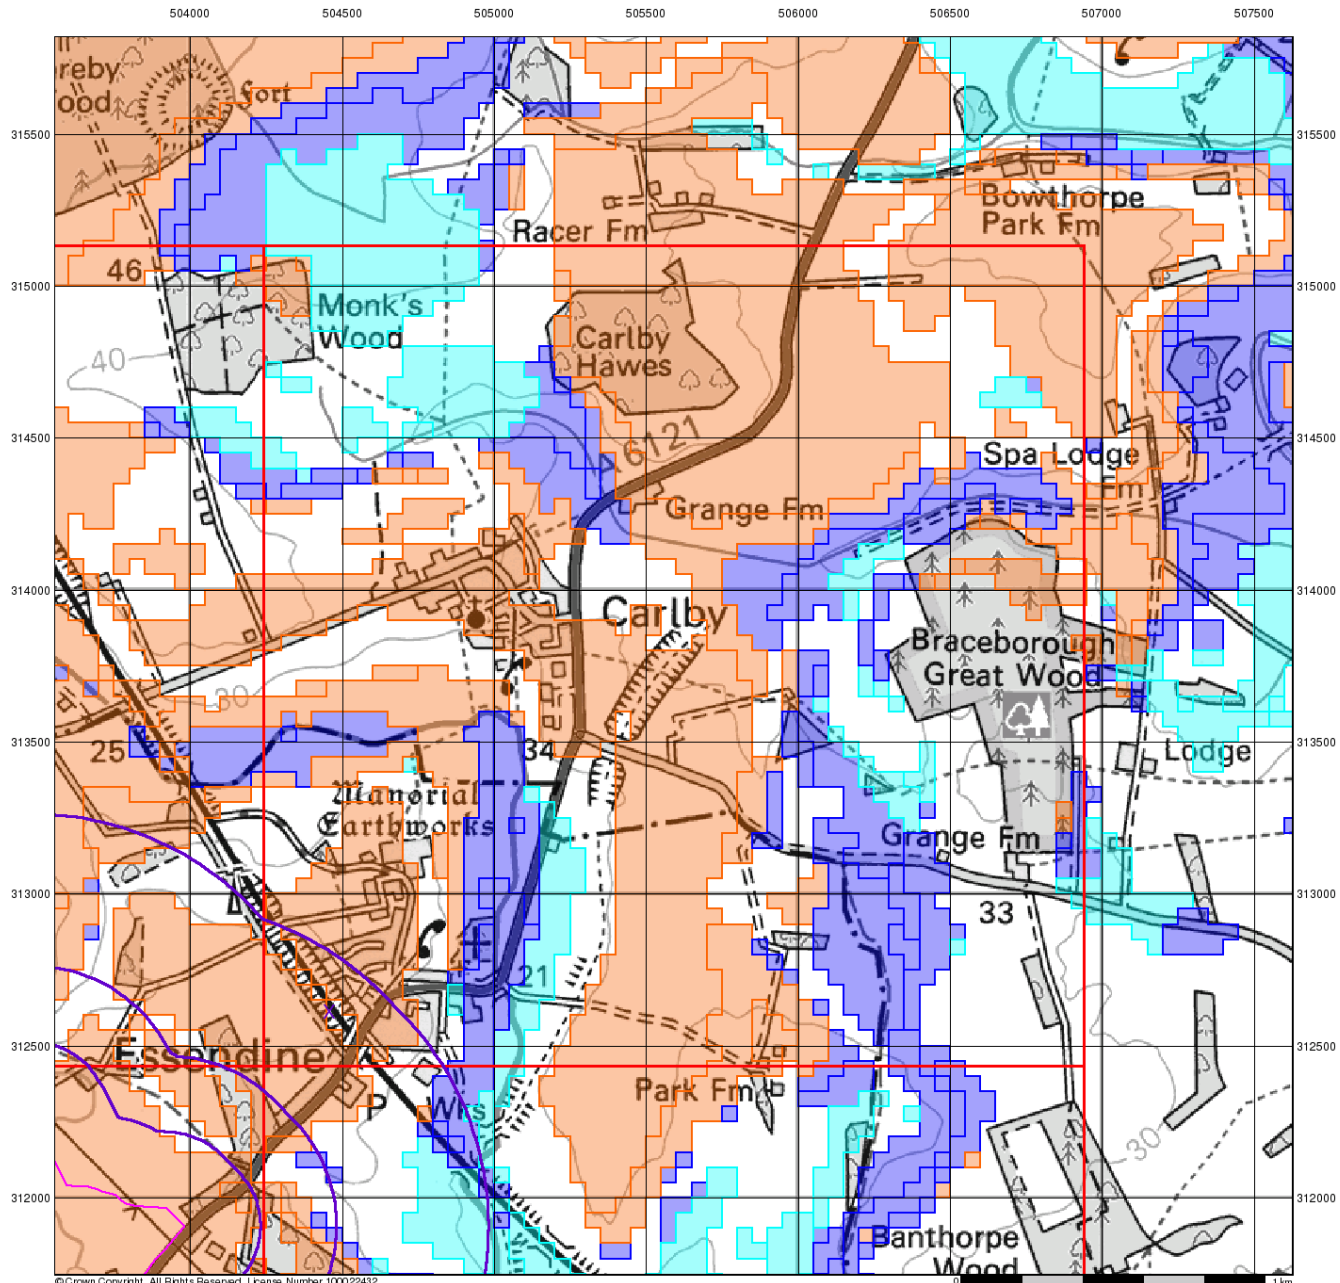 504000 504500 505000 505500 506000 506500 507000 507500
reby
ood
fort
315500 315500
Bowthorpe
Park Fm
Racer Fm
46
315000 315000
Monk's
Wood
Carlby
Hawes
40
314500 314500
6121
Spa Lodge
Fm
Grange Fm
314000 314000
Carlby
Braceborough
Great Wood
30
313500 313500
25
34
Lodge
Manorial
Earthworks
Grange Fm
313000 313000
33
21
312500 312500
Essendine
Park Fm
P
Wks
30
312000 312000
Banthorpe
Wood
© Crown Copyright. All Rights Reserved. License Number 100022432
0 1 km